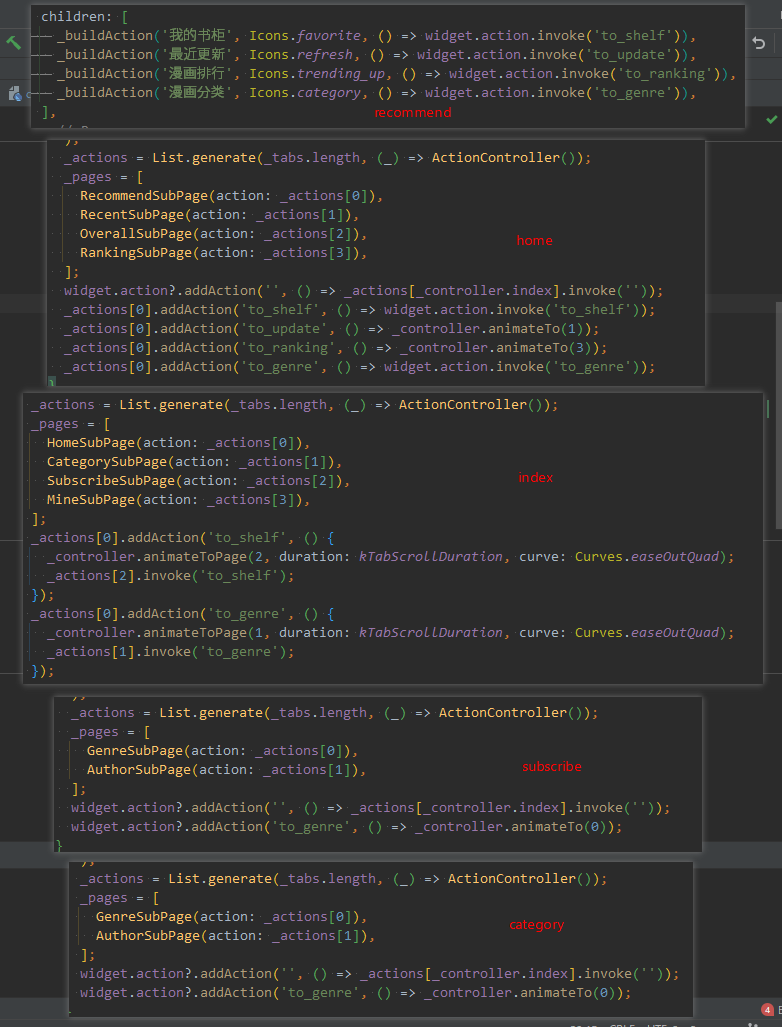 children: [
_buildAction('我的书柜', Icons.favorite, () => widget.action.invoke('to_shelf')),
_buildAction('最近更新', Icons.refresh, () => widget.action.invoke('to_update')),
_buildAction('漫画排行', Icons.trending_up, () => widget.action.invoke('to_ranking')),
_buildAction('漫画分类', Icons.category, () => widget.action.invoke('to_genre')),
],
recommend
);
_actions = List.generate(_tabs.length, (_) => ActionController());
_pages = [
RecommendSubPage(action: _actions[0]),
RecentSubPage(action: _actions[1]),
OverallSubPage(action: _actions[2]),
home
RankingSubPage(action: _actions[3]),
];
widget.action?.addAction('', () => _actions[_controller.index].invoke(''));
_actions[0].addAction('to_shelf', () => widget.action.invoke('to_shelf'));
_actions[0].addAction('to_update', () => _controller.animateTo(1));
_actions[0].addAction('to_ranking', () => _controller.animateTo(3));
_actions[0].addAction('to_genre', () => widget.action.invoke('to_genre'));
}
_actions = List.generate(_tabs.length, (_) => ActionController());
_pages = [
HomeSubPage(action: _actions[0]),
CategorySubPage(action: _actions[1]),
SubscribeSubPage(action: _actions[2]),
index
MineSubPage(action: _actions[3]),
];
_actions[0].addAction('to_shelf', () {
_controller.animateToPage(2, duration: kTabScrollDuration, curve: Curves.easeOutQuad);
_actions[2].invoke('to_shelf');
});
_actions[0].addAction('to_genre', () {
_controller.animateToPage(1, duration: kTabScrollDuration, curve: Curves.easeOutQuad);
_actions[1].invoke('to_genre');
});
_actions = List.generate(_tabs.length, (_) => ActionController());
_pages = [
GenreSubPage(action: _actions[0]),
AuthorSubPage(action: _actions[1]),
subscribe
];
widget.action?.addAction('', () => _actions[_controller.index].invoke(''));
widget.action?.addAction('to_genre', () => _controller.animateTo(0));
}
_actions = List.generate(_tabs.length, (_) => ActionController());
_pages = [
GenreSubPage(action: _actions[0]),
category
AuthorSubPage(action: _actions[1]),
];
widget.action?.addAction('', () => _actions[_controller.index].invoke(''));
widget.action?.addAction('to_genre', () => _controller.animateTo(0));
4